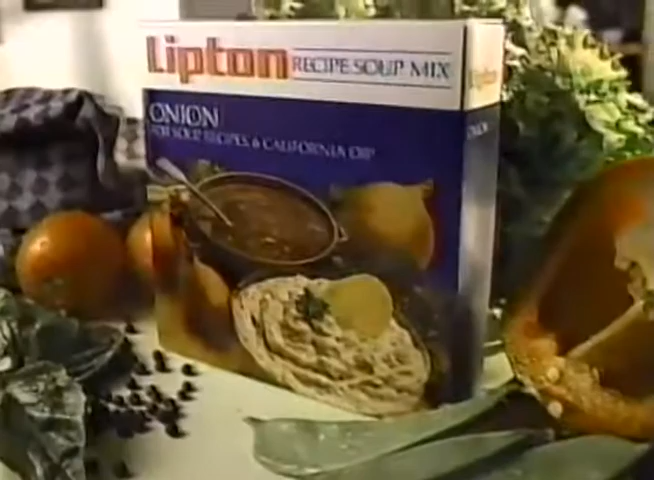 Lipton RECIPE SOUP MIX
ONION
FOR SOUP, RECIPES & CALIFORNIA DIP
Lipton
ONION